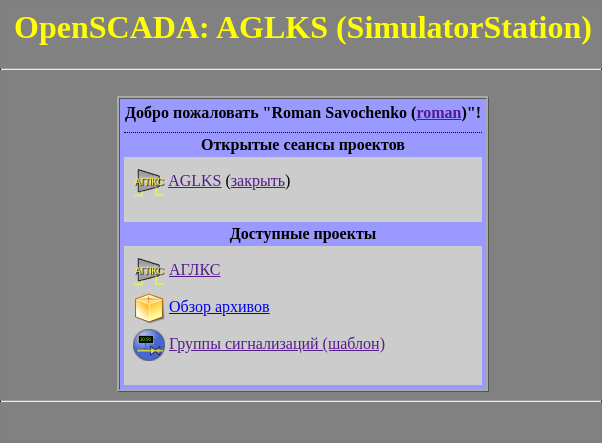 OpenSCADA: AGLKS (SimulatorStation)
Добро пожаловать "Roman Savochenko (roman)"!
Открытые сеансы проектов
АГЛКС AGLKS (закрыть)
Доступные проекты
АГЛКС АГЛКС
Обзор архивов
Группы сигнализаций (шаблон)